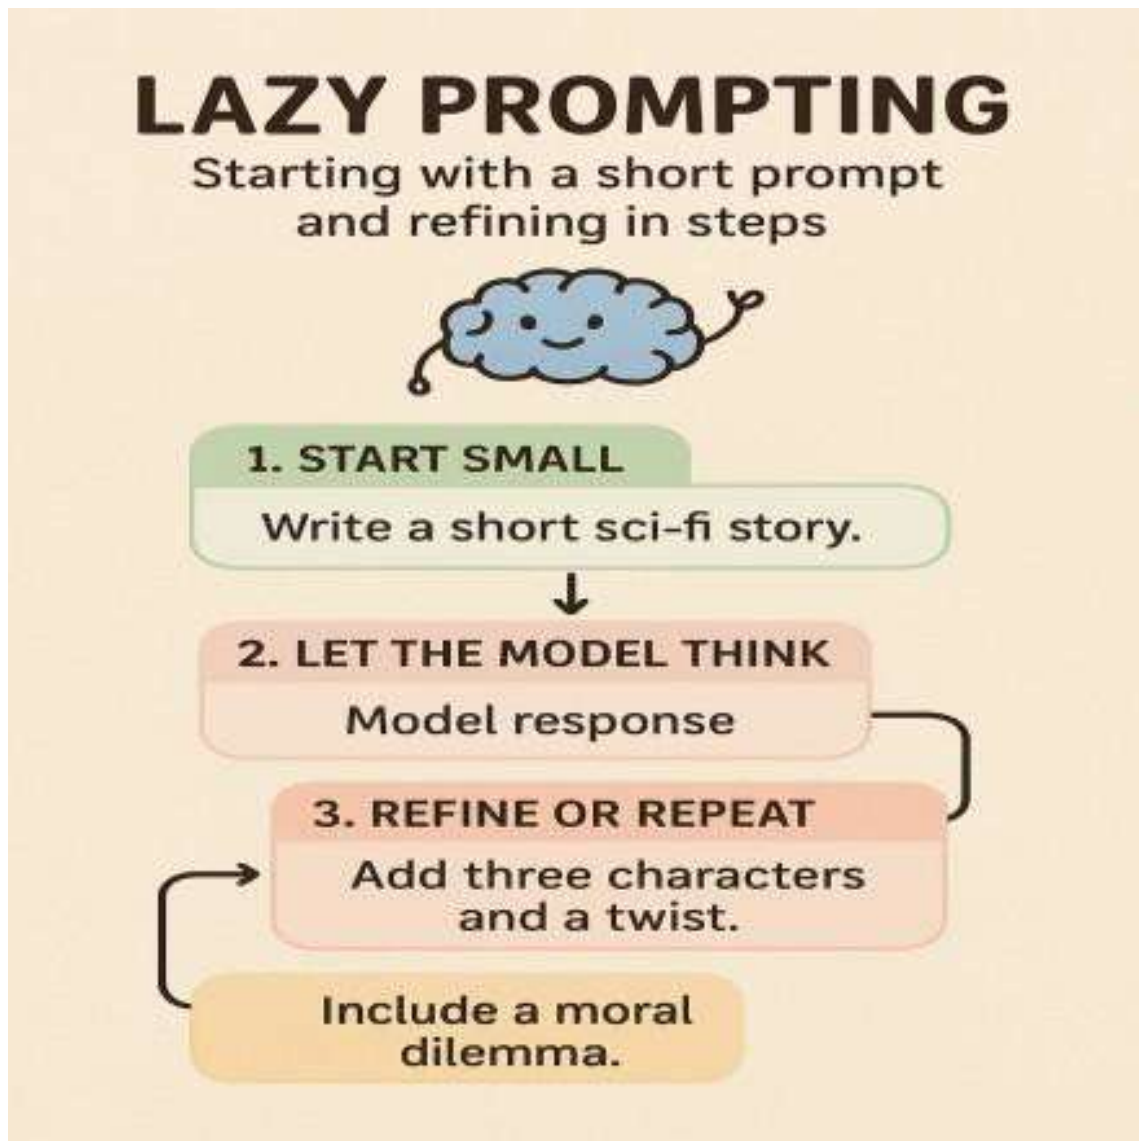 LAZY PROMPTING
Starting with a short prompt
and refining in steps
1. START SMALL
Write a short sci-fi story.
2. LET THE MODEL THINK
Model response
3. REFINE OR REPEAT
Add three characters
and a twist.
Include a moral
dilemma.